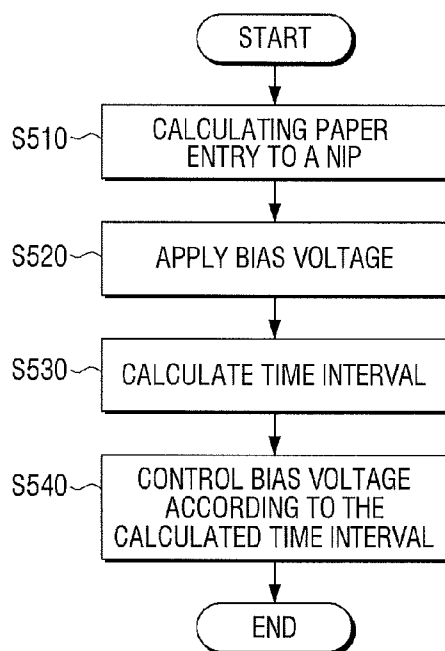 START
S510
CALCULATING PAPER
ENTRY TO A NIP
S520
APPLY BIAS VOLTAGE
S530
CALCULATE TIME INTERVAL
S540
CONTROL BIAS VOLTAGE
ACCORDING TO THE
CALCULATED TIME INTERVAL
END